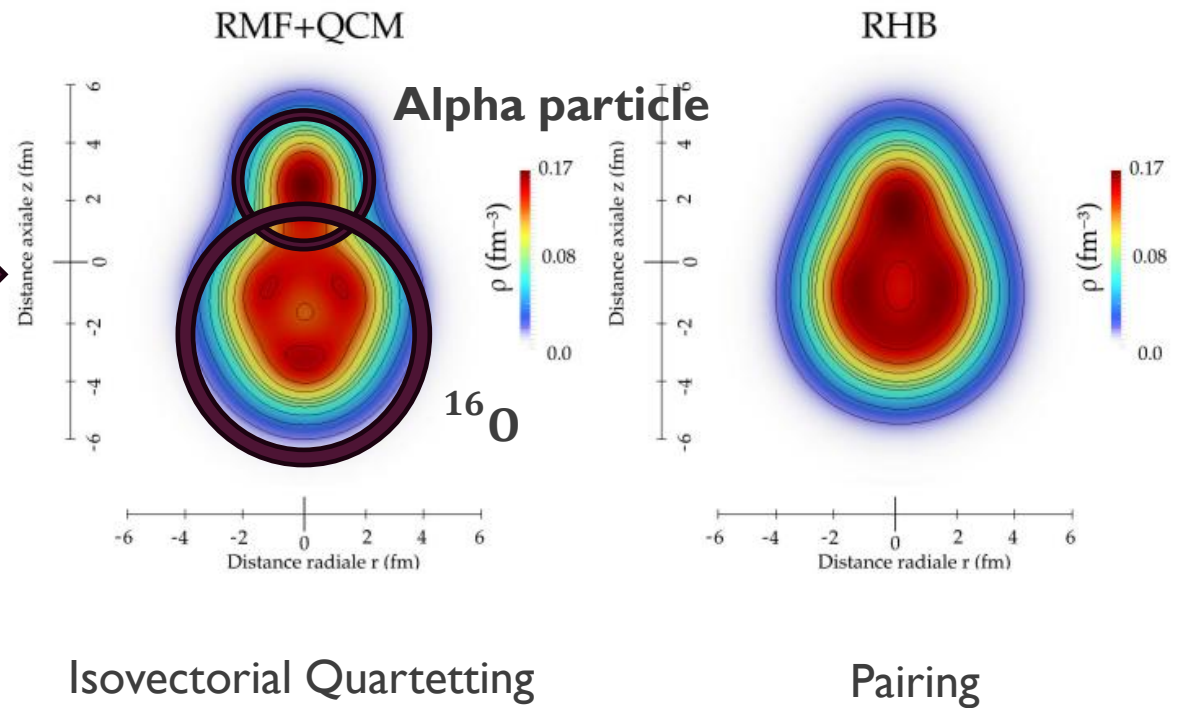 RMF+QCM
RHB
Alpha particle
Distance axiale z (fm)
6
4
2
0
-2
-4
-6
ρ (fm⁻³)
0.17
0.08
0.0
¹⁶O
-6 -4 -2 0 2 4 6
Distance radiale r (fm)
Distance axiale z (fm)
6
4
2
0
-2
-4
-6
ρ (fm⁻³)
0.17
0.08
0.0
-6 -4 -2 0 2 4 6
Distance radiale r (fm)
Isovectorial Quartetting
Pairing